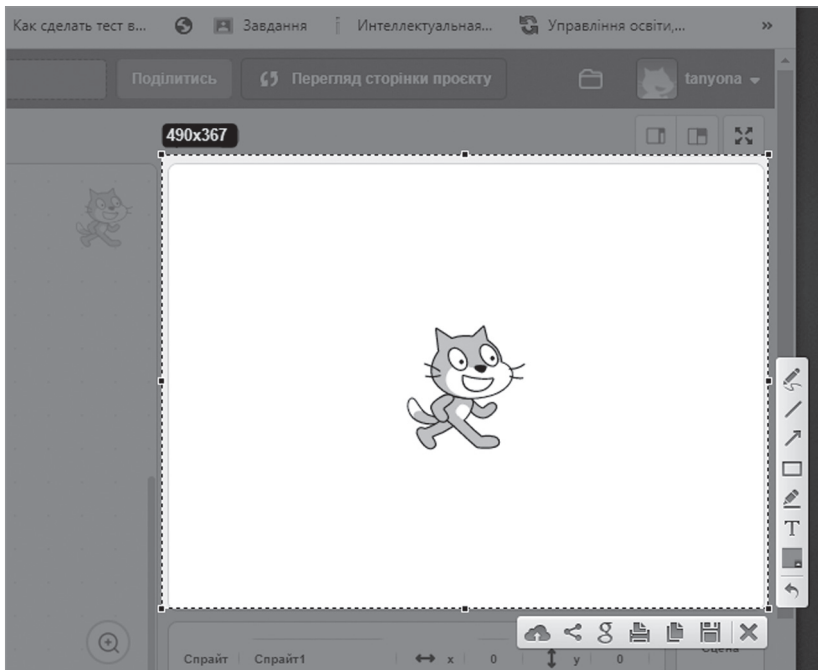 Как сделать тест в... Завдання Интеллектуальная... Управління освіти,... »
Поділитись Перегляд сторінки проєкту tanyona
490x367
T
Спрайт Спрайт1 x 0 y 0 Сцена